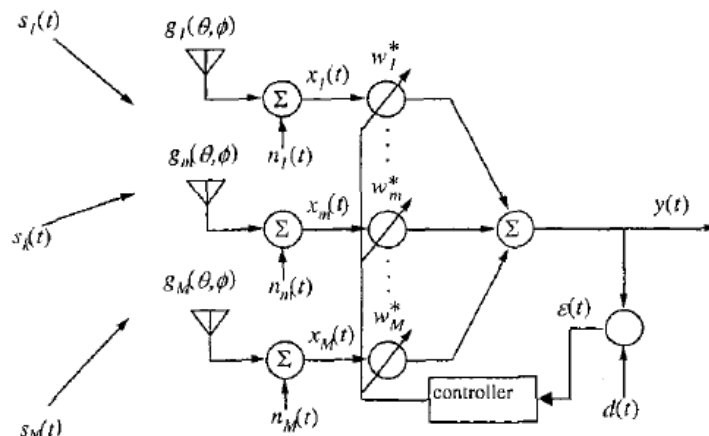 s_1(t)
g_1(θ,ϕ)
w_1^*
x_1(t)
Σ
n_1(t)
g_m(θ,ϕ)
w_m^*
x_m(t)
s_k(t)
Σ
Σ
y(t)
n_m(t)
g_M(θ,ϕ)
w_M^*
x_M(t)
ε(t)
Σ
controller
n_M(t)
d(t)
s_M(t)